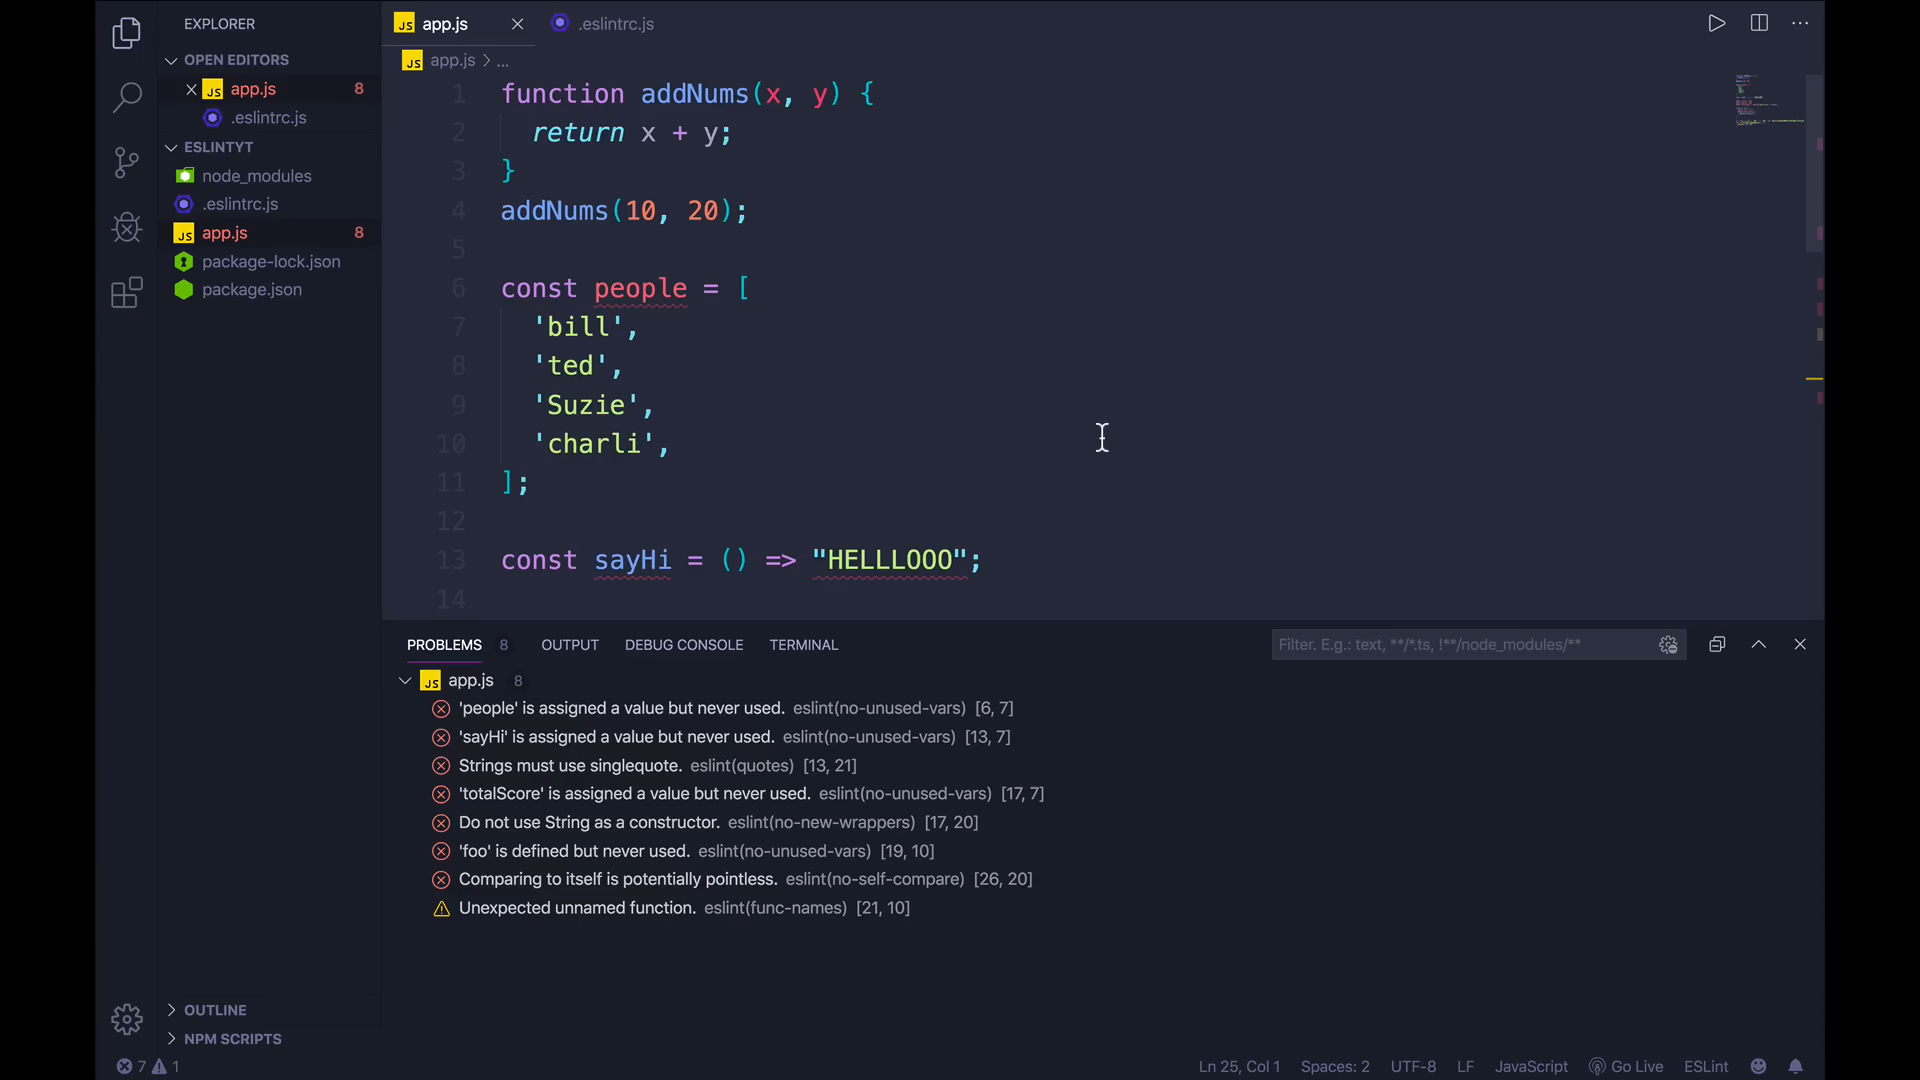 EXPLORER
OPEN EDITORS
JS app.js 8
.eslintrc.js
ESLINTYT
node_modules
.eslintrc.js
JS app.js 8
package-lock.json
package.json
OUTLINE
NPM SCRIPTS
JS app.js
.eslintrc.js
JS app.js > ...
1 function addNums(x, y) {
2 return x + y;
3 }
4 addNums(10, 20);
5
6 const people = [
7 'bill',
8 'ted',
9 'Suzie',
10 'charli',
11 ];
12
13 const sayHi = () => "HELLLOOO";
14
PROBLEMS 8 OUTPUT DEBUG CONSOLE TERMINAL
Filter. E.g.: text, **/*.ts, !**/node_modules/**
JS app.js 8
'people' is assigned a value but never used. eslint(no-unused-vars) [6, 7]
'sayHi' is assigned a value but never used. eslint(no-unused-vars) [13, 7]
Strings must use singlequote. eslint(quotes) [13, 21]
'totalScore' is assigned a value but never used. eslint(no-unused-vars) [17, 7]
Do not use String as a constructor. eslint(no-new-wrappers) [17, 20]
'foo' is defined but never used. eslint(no-unused-vars) [19, 10]
Comparing to itself is potentially pointless. eslint(no-self-compare) [26, 20]
Unexpected unnamed function. eslint(func-names) [21, 10]
7 1 Ln 25, Col 1 Spaces: 2 UTF-8 LF JavaScript Go Live ESLint